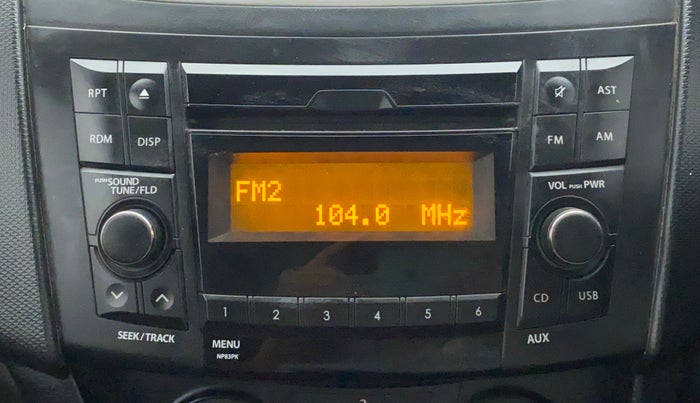 RPT
RDM
DISP
PUSH SOUND
TUNE/FLD
SEEK/TRACK
FM2
104.0 MHz
1 2 3 4 5 6
MENU
NP83PK
AST
FM
AM
VOL PUSH PWR
CD
USB
AUX